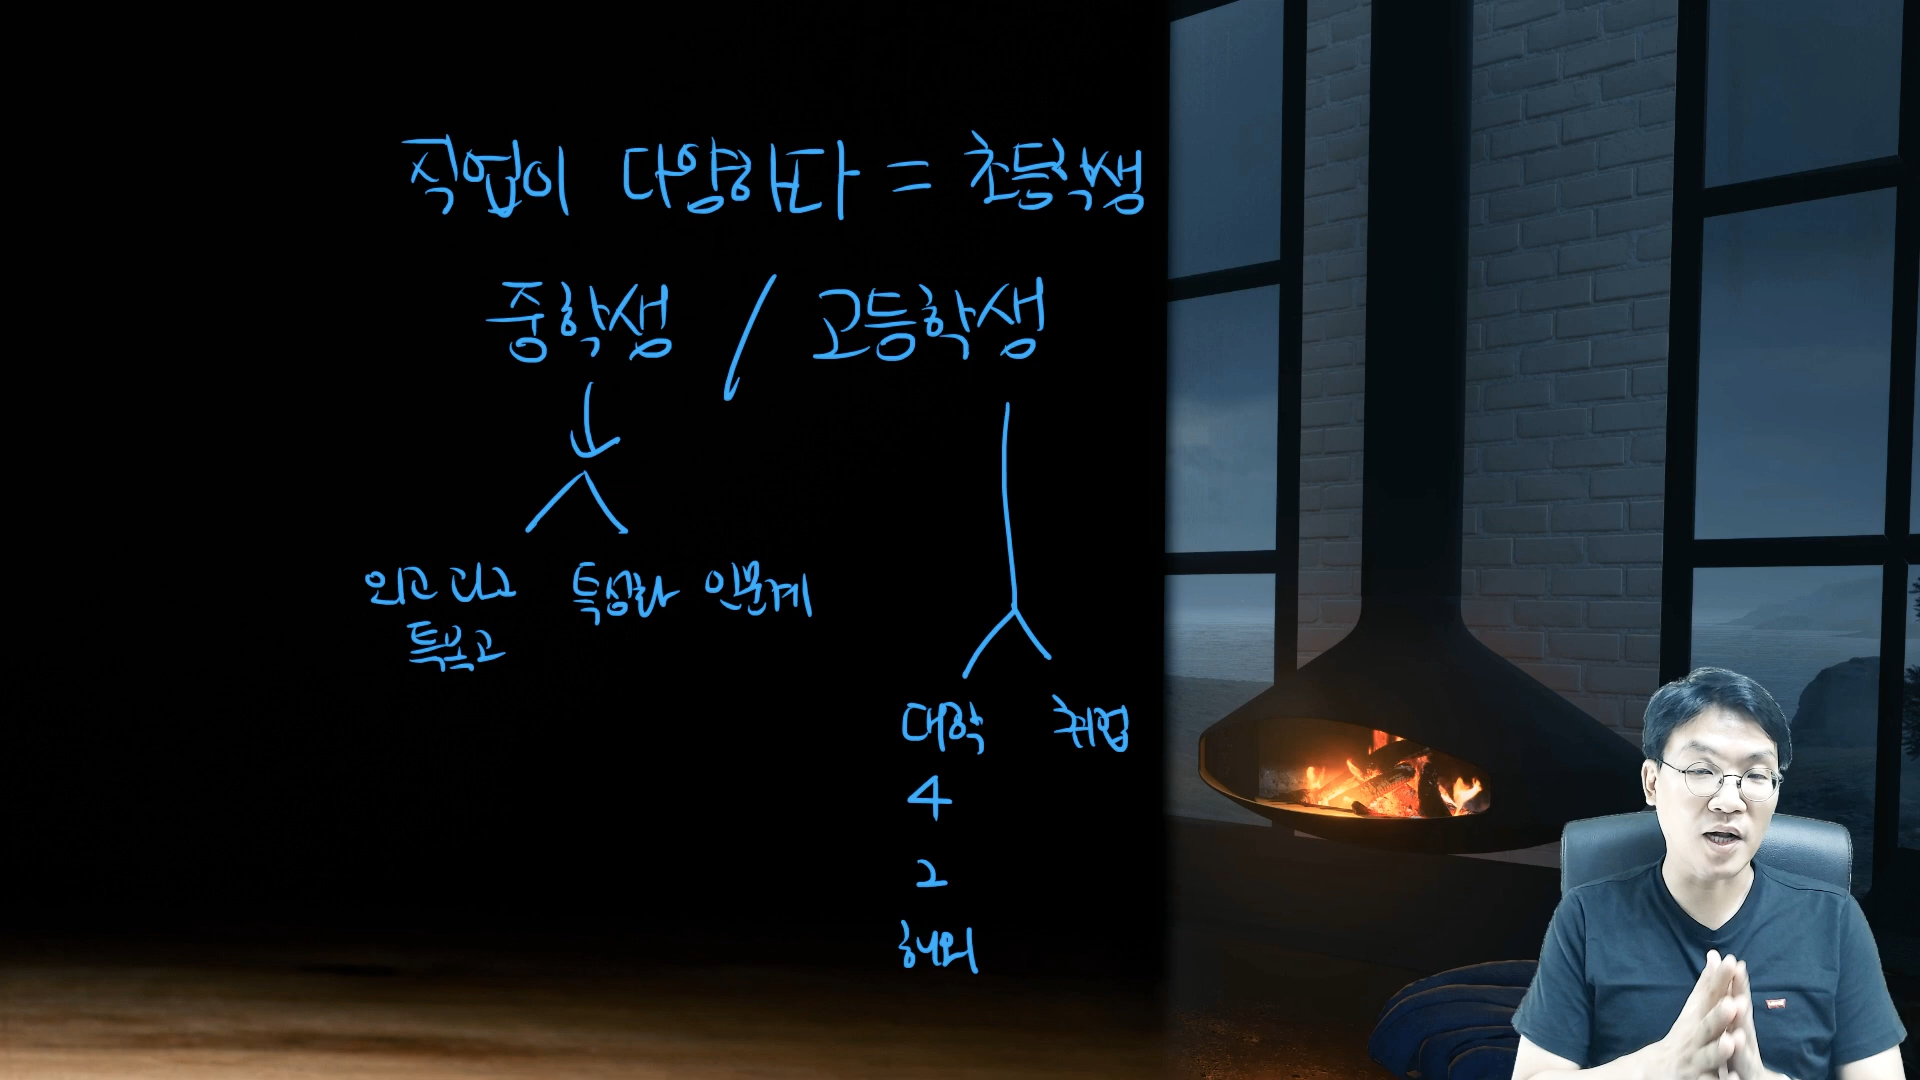 직업이 다양하다 = 초등학생
중학생 / 고등학생
외고 과고 특성화 인문계
특목고
대학 취업
4
2
해외